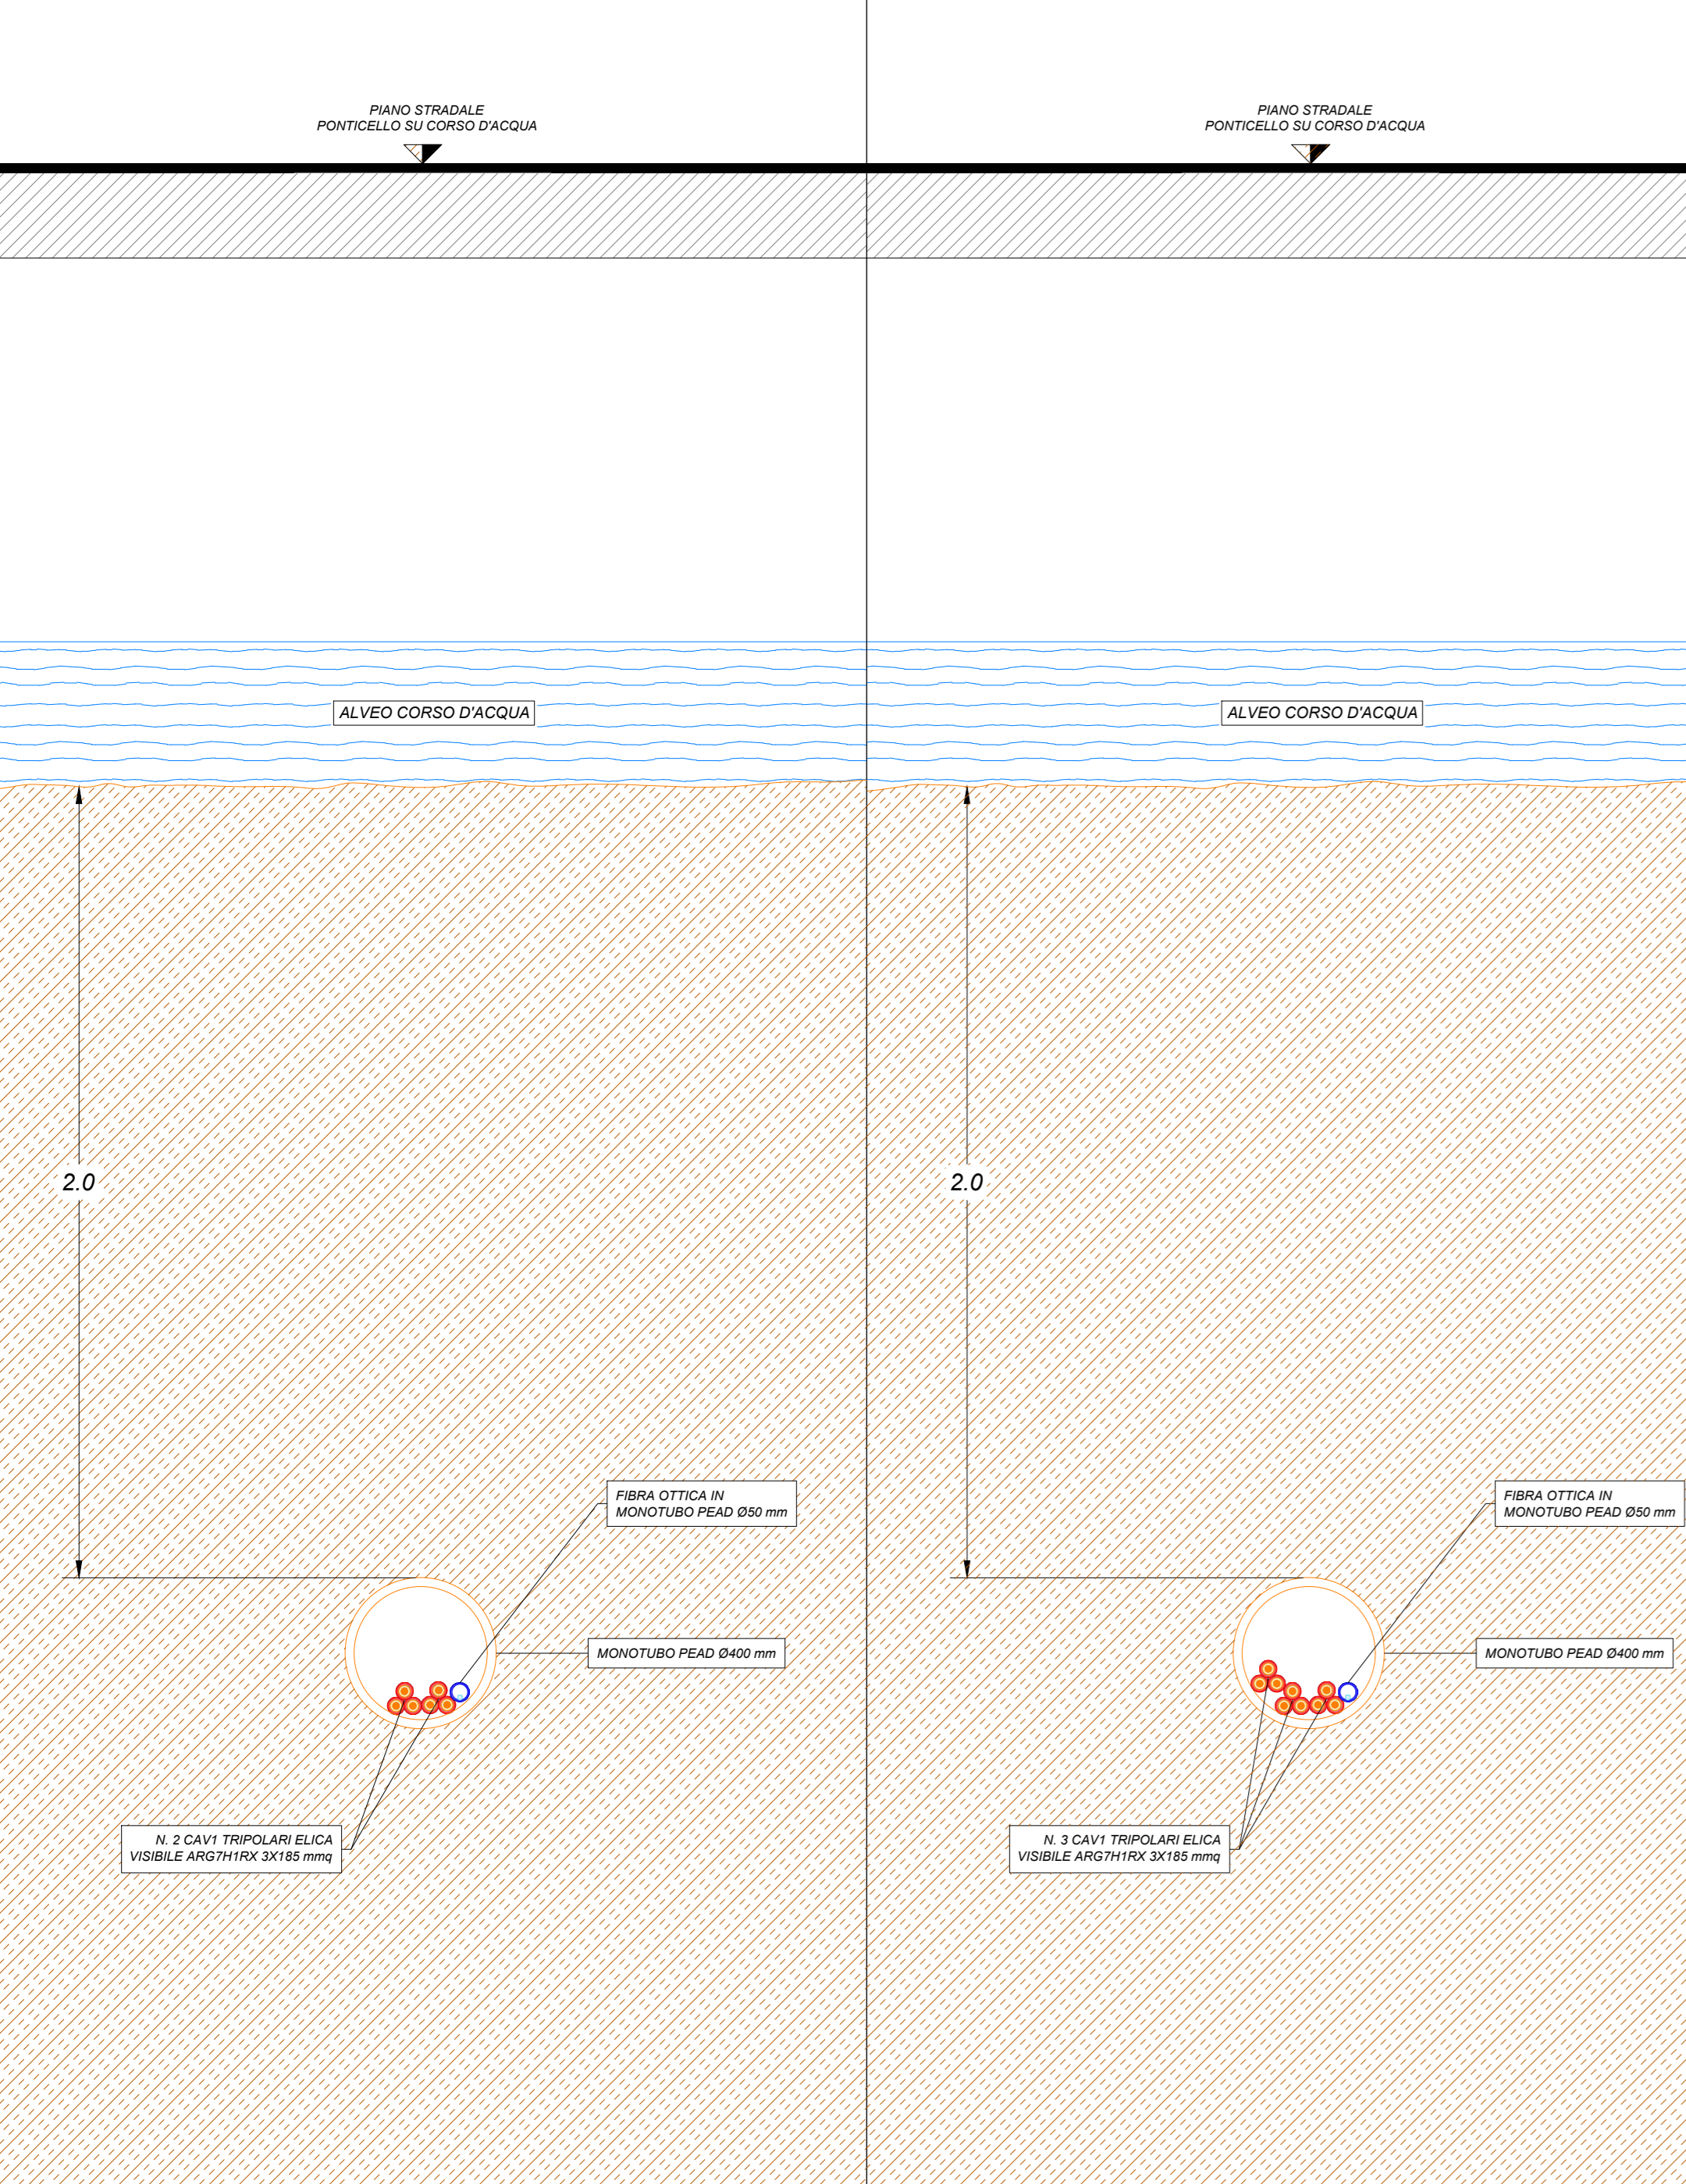 PIANO STRADALE
PONTICELLO SU CORSO D'ACQUA
ALVEO CORSO D'ACQUA
2.0
FIBRA OTTICA IN
MONOTUBO PEAD Ø50 mm
MONOTUBO PEAD Ø400 mm
N. 2 CAV1 TRIPOLARI ELICA
VISIBILE ARG7H1RX 3X185 mmq
PIANO STRADALE
PONTICELLO SU CORSO D'ACQUA
ALVEO CORSO D'ACQUA
2.0
FIBRA OTTICA IN
MONOTUBO PEAD Ø50 mm
MONOTUBO PEAD Ø400 mm
N. 3 CAV1 TRIPOLARI ELICA
VISIBILE ARG7H1RX 3X185 mmq